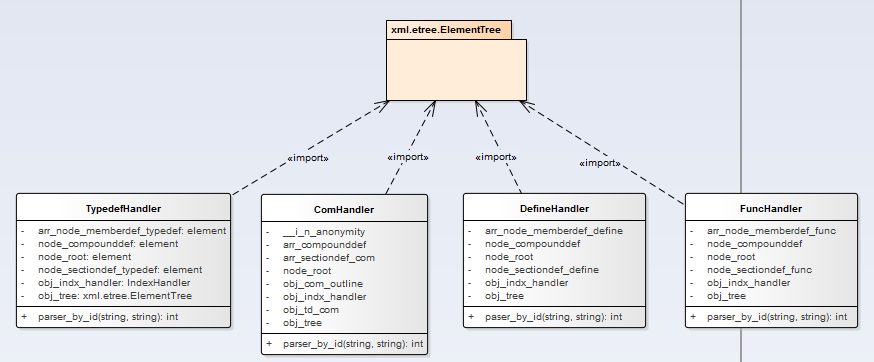 xml.etree.ElementTree
«import»
«import»
«import»
«import»
TypedefHandler
- arr_node_memberdef_typedef: element
- node_compounddef: element
- node_root: element
- node_sectiondef_typedef: element
- obj_indx_handler: IndexHandler
- obj_tree: xml.etree.ElementTree
+ parser_by_id(string, string): int
ComHandler
- __i_n_anonymity
- arr_compounddef
- arr_sectiondef_com
- node_root
- obj_com_outline
- obj_indx_handler
- obj_td_com
- obj_tree
+ parser_by_id(string, string): int
DefineHandler
- arr_node_memberdef_define
- node_compounddef
- node_root
- node_sectiondef_define
- obj_indx_handler
- obj_tree
+ paser_by_id(string, string): int
FuncHandler
- arr_node_memberdef_func
- node_compounddef
- node_root
- node_sectiondef_func
- obj_indx_handler
- obj_tree
+ parser_by_id(string, string): int